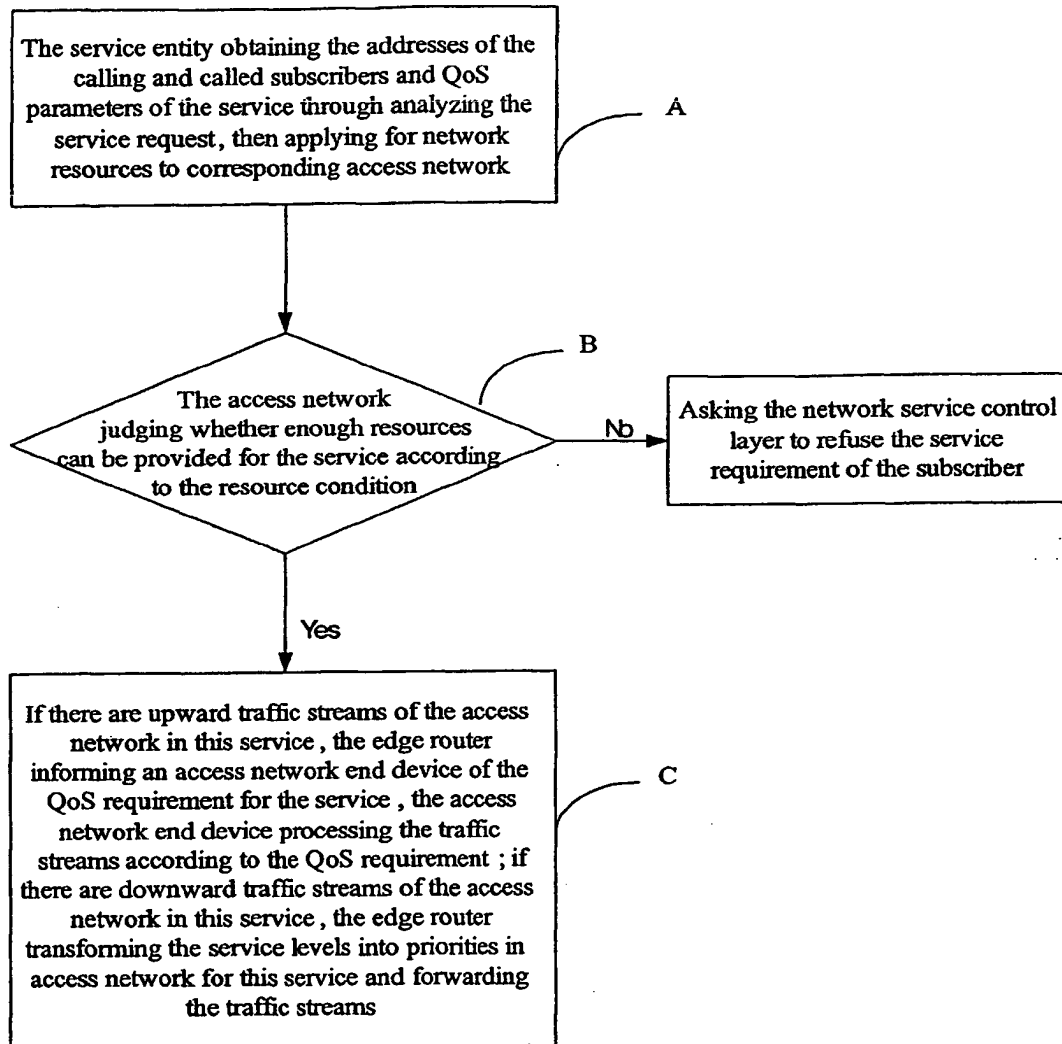 The service entity obtaining the addresses of the
calling and called subscribers and QoS
parameters of the service through analyzing the
service request, then applying for network
resources to corresponding access network
A
B
The access network
judging whether enough resources
can be provided for the service according
to the resource condition
No
Asking the network service control
layer to refuse the service
requirement of the subscriber
Yes
If there are upward traffic streams of the access
network in this service , the edge router
informing an access network end device of the
QoS requirement for the service , the access
network end device processing the traffic
streams according to the QoS requirement ; if
there are downward traffic streams of the access
network in this service , the edge router
transforming the service levels into priorities in
access network for this service and forwarding
the traffic streams
C